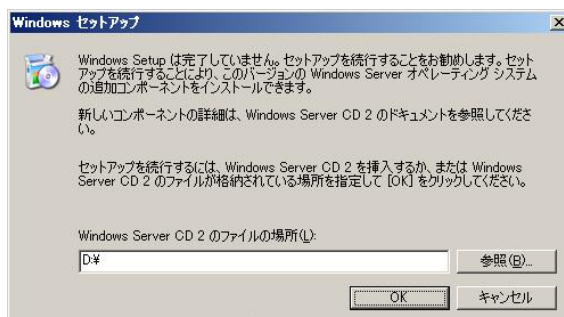 Windows セットアップ
Windows Setup は完了していません。セットアップを続行することをお勧めします。セット
アップを続行することにより、このバージョンの Windows Server オペレーティング システム
の追加コンポーネントをインストールできます。
新しいコンポーネントの詳細は、Windows Server CD 2 のドキュメントを参照してくださ
い。
セットアップを続行するには、Windows Server CD 2 を挿入するか、または Windows
Server CD 2 のファイルが格納されている場所を指定して [OK] をクリックしてください。
Windows Server CD 2 のファイルの場所(L):
D:¥
参照(B)...
OK
キャンセル